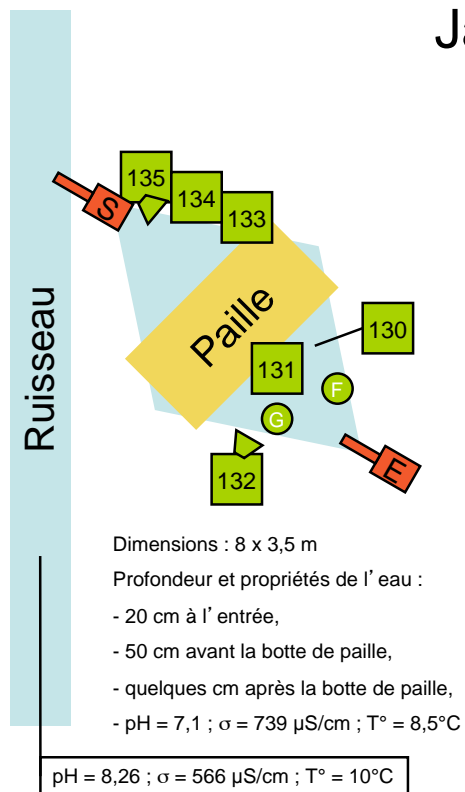 Ja
135
S
134
133
Ruisseau
Paille
130
131
F
G
E
132
Dimensions : 8 x 3,5 m
Profondeur et propriétés de l’eau :
- 20 cm à l’entrée,
- 50 cm avant la botte de paille,
- quelques cm après la botte de paille,
- pH = 7,1 ; σ = 739 µS/cm ; T° = 8,5°C
pH = 8,26 ; σ = 566 µS/cm ; T° = 10°C